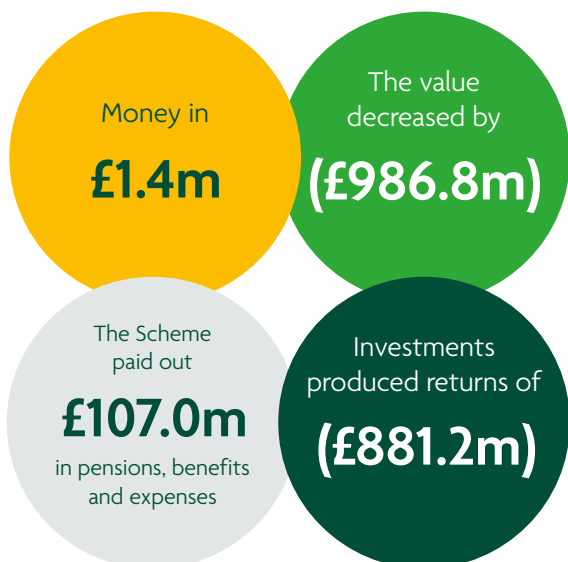 Money in
£1.4m
The value
decreased by
(£986.8m)
The Scheme
paid out
£107.0m
in pensions, benefits
and expenses
Investments
produced returns of
(£881.2m)